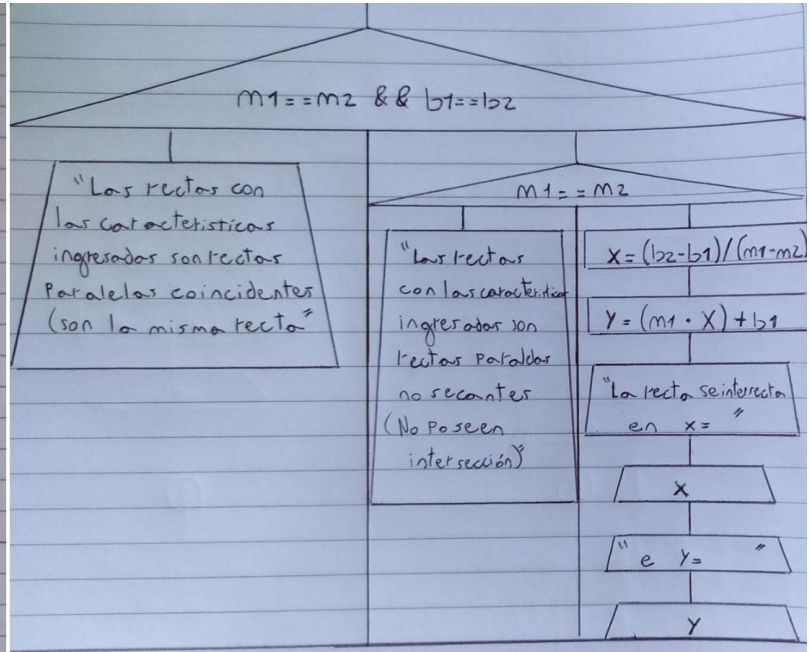 m1==m2 && b1==b2
"Las rectas con
las caracteristicas
ingresadas son rectas
Paralelas coincidentes
(son la misma recta"
m1==m2
"Las rectas
con las caracteristicas
ingresadas son
rectas paralelas
no secantes
(No Poseen
intersección)"
X=(b2-b1)/(m1-m2)
Y=(m1·X)+b1
"La recta se interrecta
en x= "
X
" e Y= "
Y